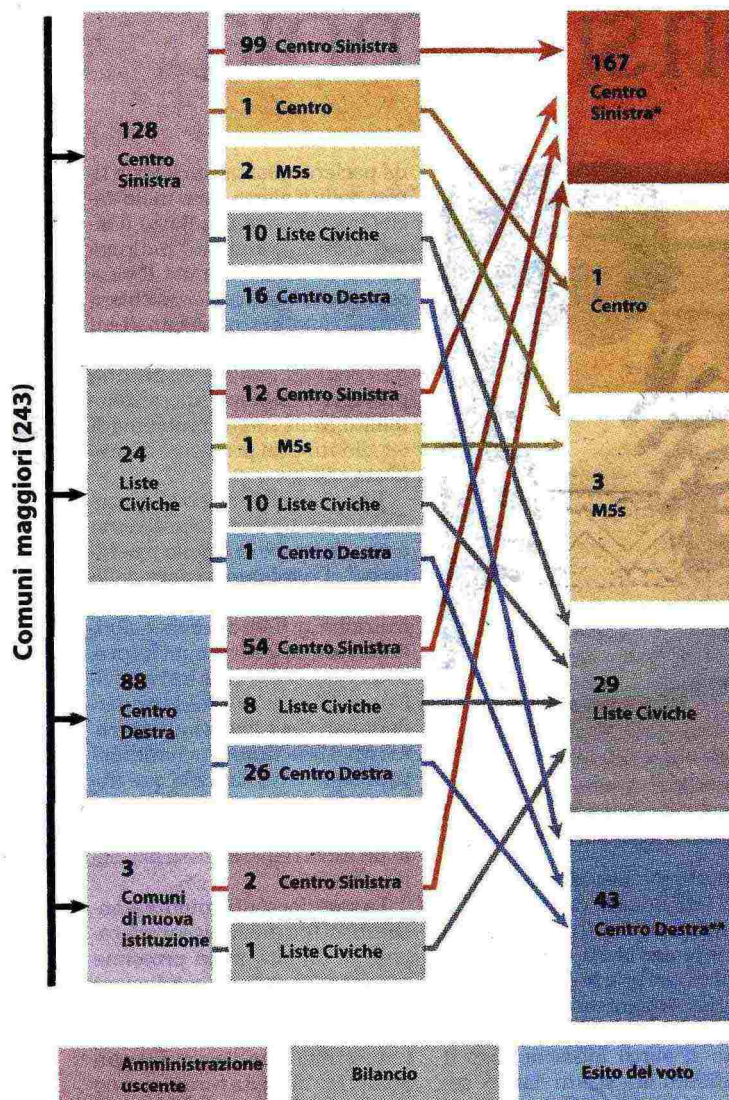 Comuni maggiori (243)
128
Centro
Sinistra
99 Centro Sinistra
1 Centro
2 M5s
10 Liste Civiche
16 Centro Destra
24
Liste
Civiche
12 Centro Sinistra
1 M5s
10 Liste Civiche
1 Centro Destra
88
Centro
Destra
54 Centro Sinistra
8 Liste Civiche
26 Centro Destra
3
Comuni
di nuova
istituzione
2 Centro Sinistra
1 Liste Civiche
167
Centro
Sinistra*
1
Centro
3
M5s
29
Liste Civiche
43
Centro Destra**
Amministrazione
uscente
Bilancio
Esito del voto